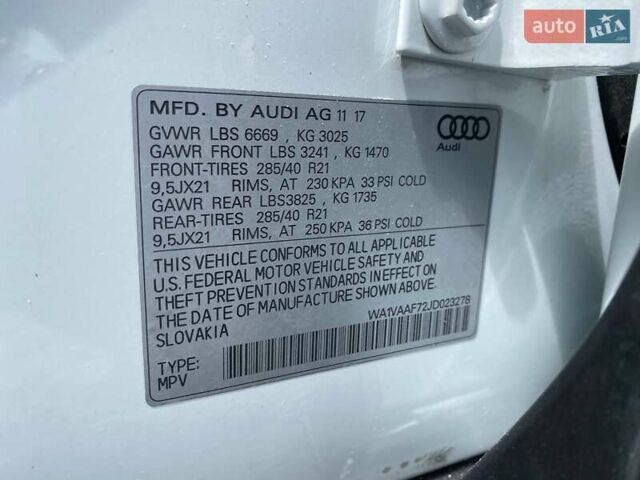 auto RIA .com
MFD. BY AUDI AG 11 17
GVWR LBS 6669 , KG 3025
GAWR FRONT LBS 3241 , KG 1470
FRONT-TIRES 285/40 R21
9,5JX21 RIMS, AT 230 KPA 33 PSI COLD
GAWR REAR LBS3825 , KG 1735
REAR-TIRES 285/40 R21
9,5JX21 RIMS, AT 250 KPA 36 PSI COLD
Audi
THIS VEHICLE CONFORMS TO ALL APPLICABLE
U.S. FEDERAL MOTOR VEHICLE SAFETY AND
THEFT PREVENTION STANDARDS IN EFFECT ON
THE DATE OF MANUFACTURE SHOWN ABOVE
SLOVAKIA
WA1VAAF72JD023278
TYPE:
MPV